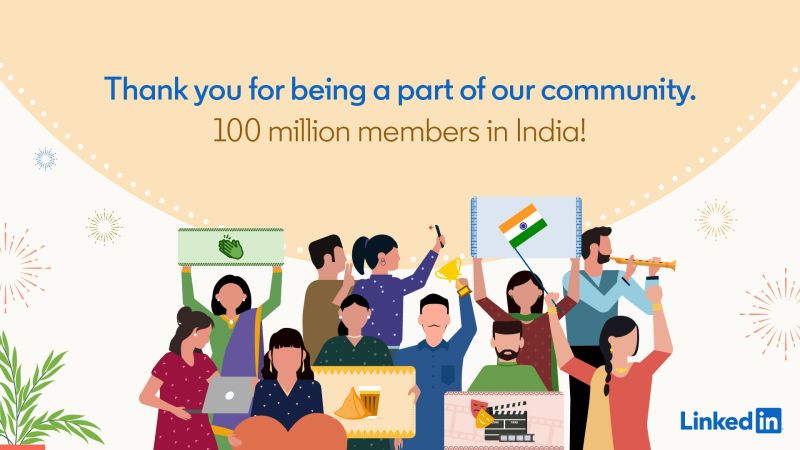 Thank you for being a part of our community.
100 million members in India!
LinkedIn